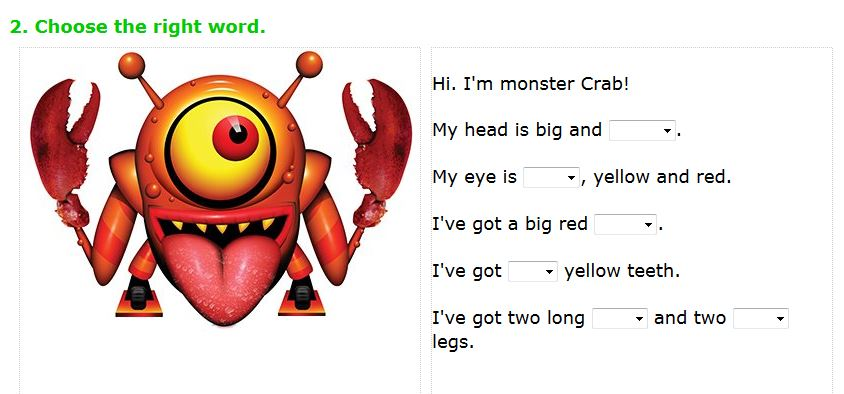 2. Choose the right word.
Hi. I'm monster Crab!
My head is big and .
My eye is , yellow and red.
I've got a big red .
I've got yellow teeth.
I've got two long and two
legs.